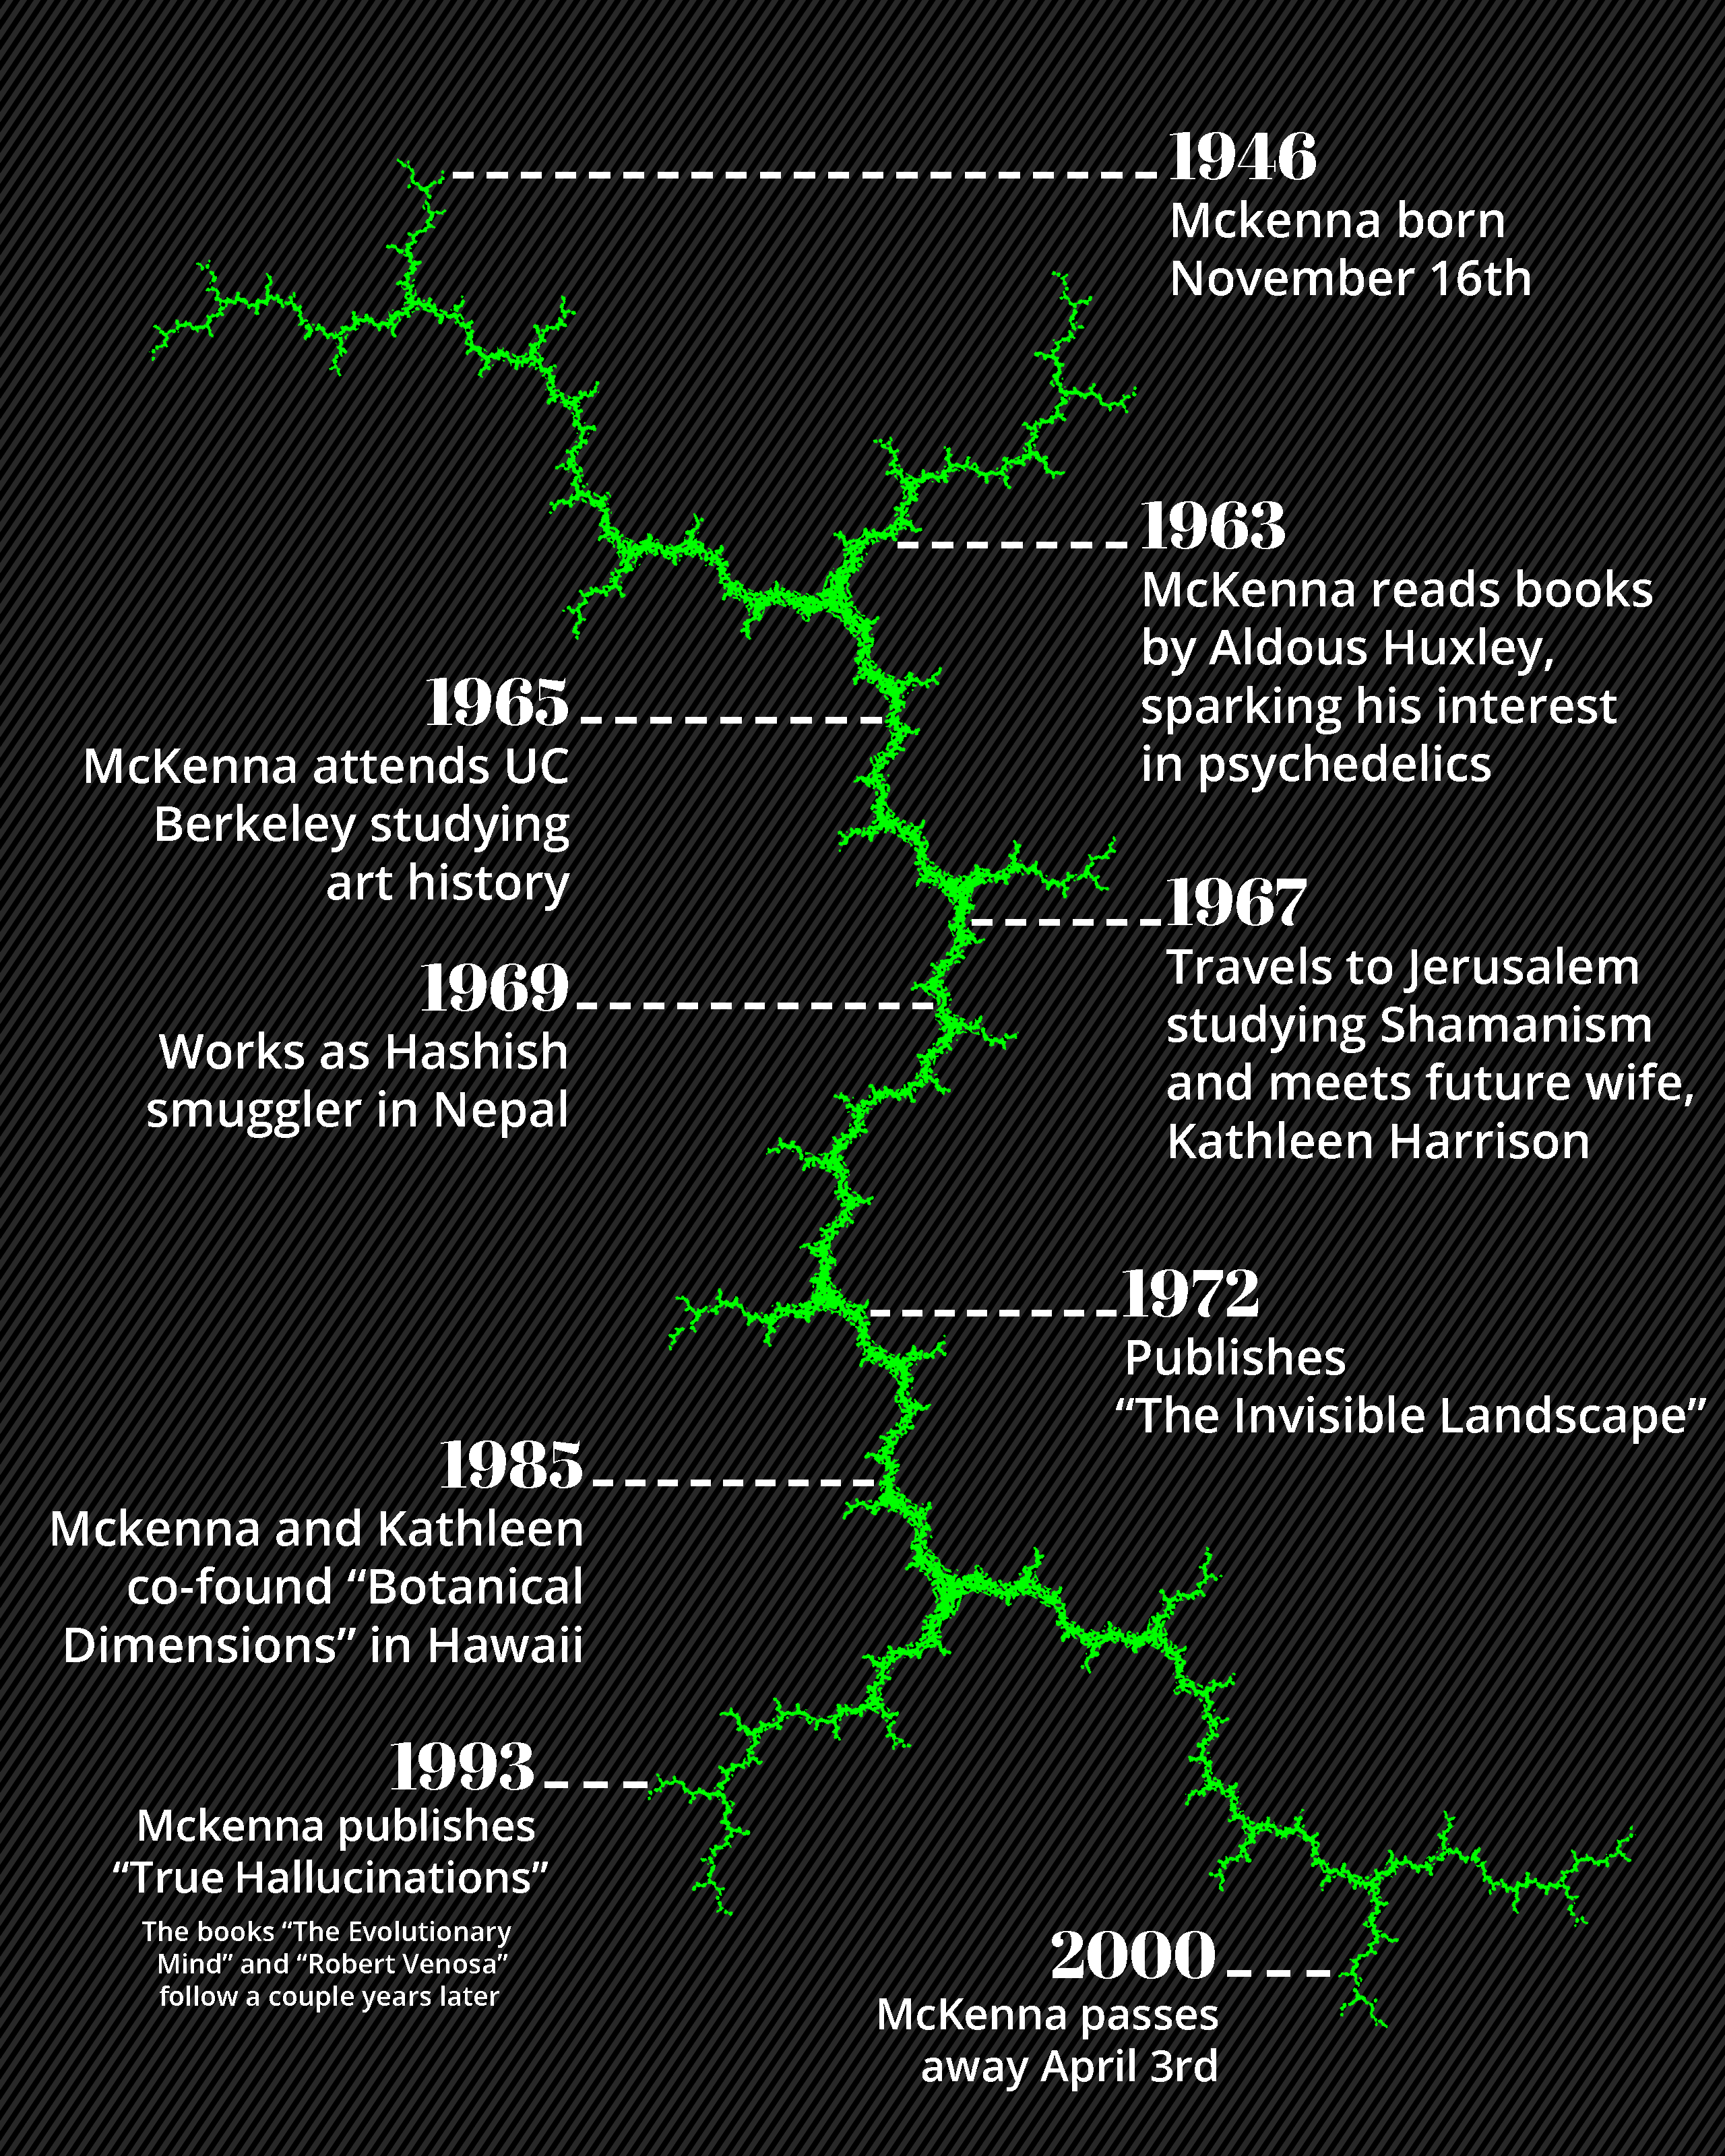 1946
Mckenna born
November 16th
1963
McKenna reads books
by Aldous Huxley,
sparking his interest
in psychedelics
1965
McKenna attends UC
Berkeley studying
art history
1967
Travels to Jerusalem
studying Shamanism
and meets future wife,
Kathleen Harrison
1969
Works as Hashish
smuggler in Nepal
1972
Publishes
“The Invisible Landscape”
1985
Mckenna and Kathleen
co-found “Botanical
Dimensions” in Hawaii
1993
Mckenna publishes
“True Hallucinations”
The books “The Evolutionary
Mind” and “Robert Venosa”
follow a couple years later
2000
McKenna passes
away April 3rd